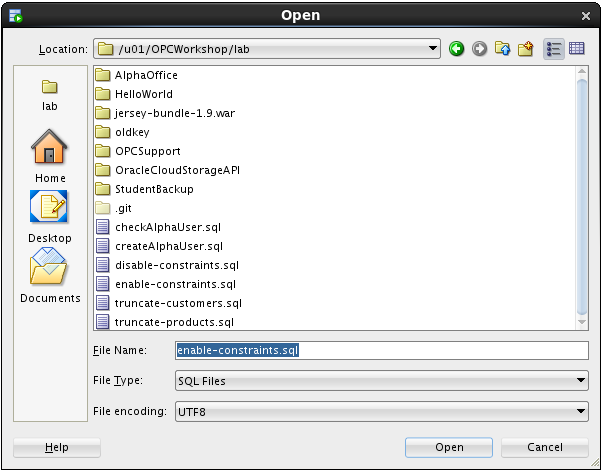 Open
Location: /u01/OPCWorkshop/lab
lab
Home
Desktop
Documents
AlphaOffice
HelloWorld
jersey-bundle-1.9.war
oldkey
OPCSupport
OracleCloudStorageAPI
StudentBackup
.git
checkAlphaUser.sql
createAlphaUser.sql
disable-constraints.sql
enable-constraints.sql
truncate-customers.sql
truncate-products.sql
File Name: enable-constraints.sql
File Type: SQL Files
File encoding: UTF8
Help Open Cancel